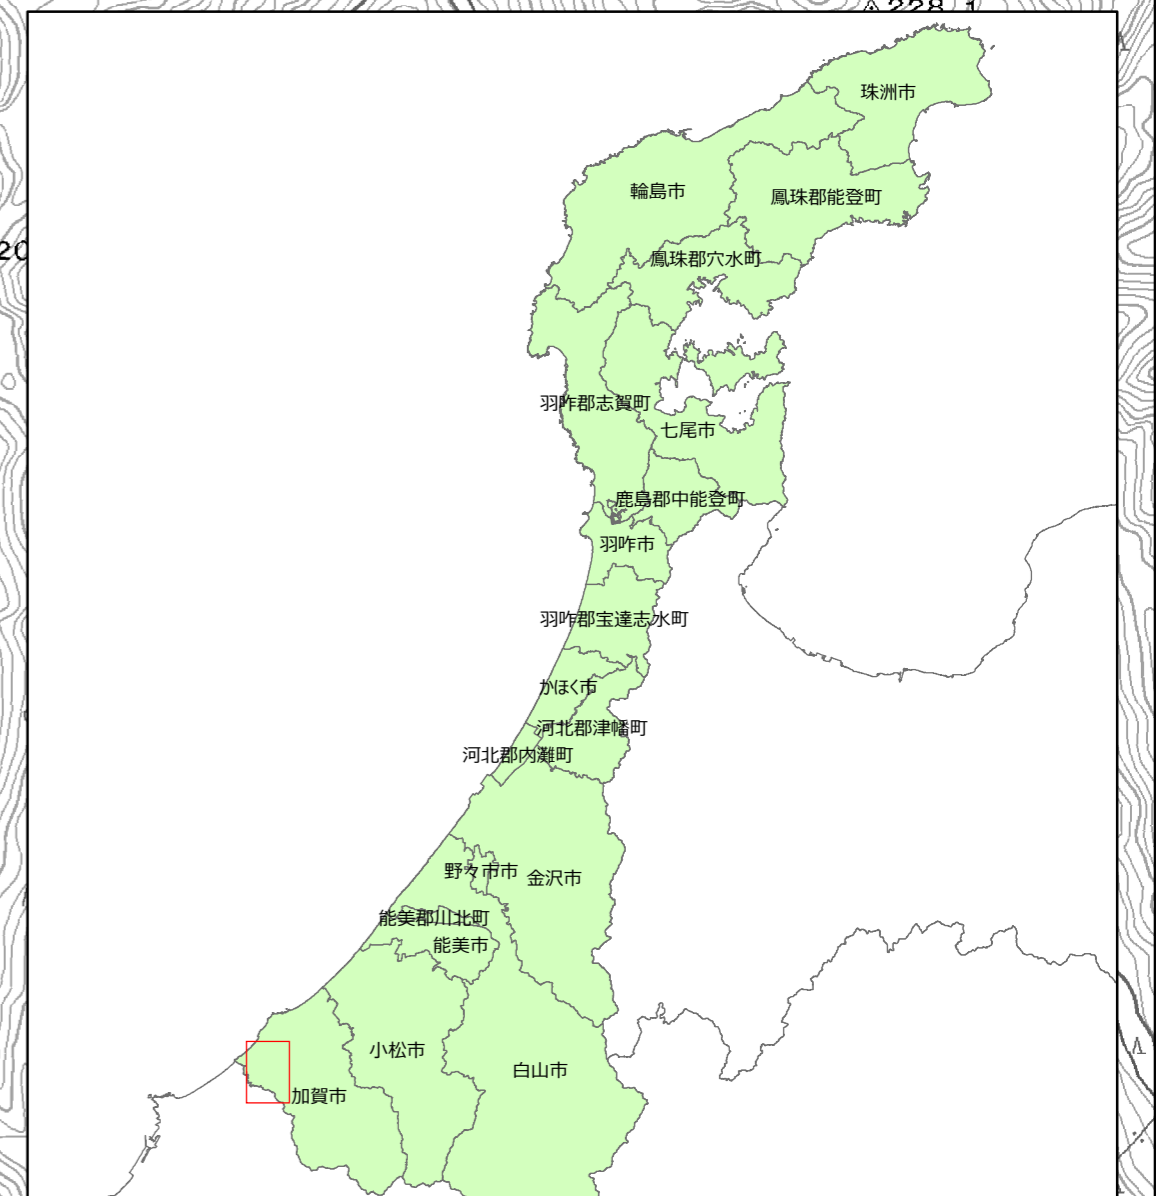 228.1
珠洲市
輪島市
鳳珠郡能登町
20
鳳珠郡穴水町
羽咋郡志賀町
七尾市
鹿島郡中能登町
羽咋市
羽咋郡宝達志水町
かほく市
河北郡津幡町
河北郡内灘町
野々市市
金沢市
能美郡川北町
能美市
小松市
白山市
加賀市